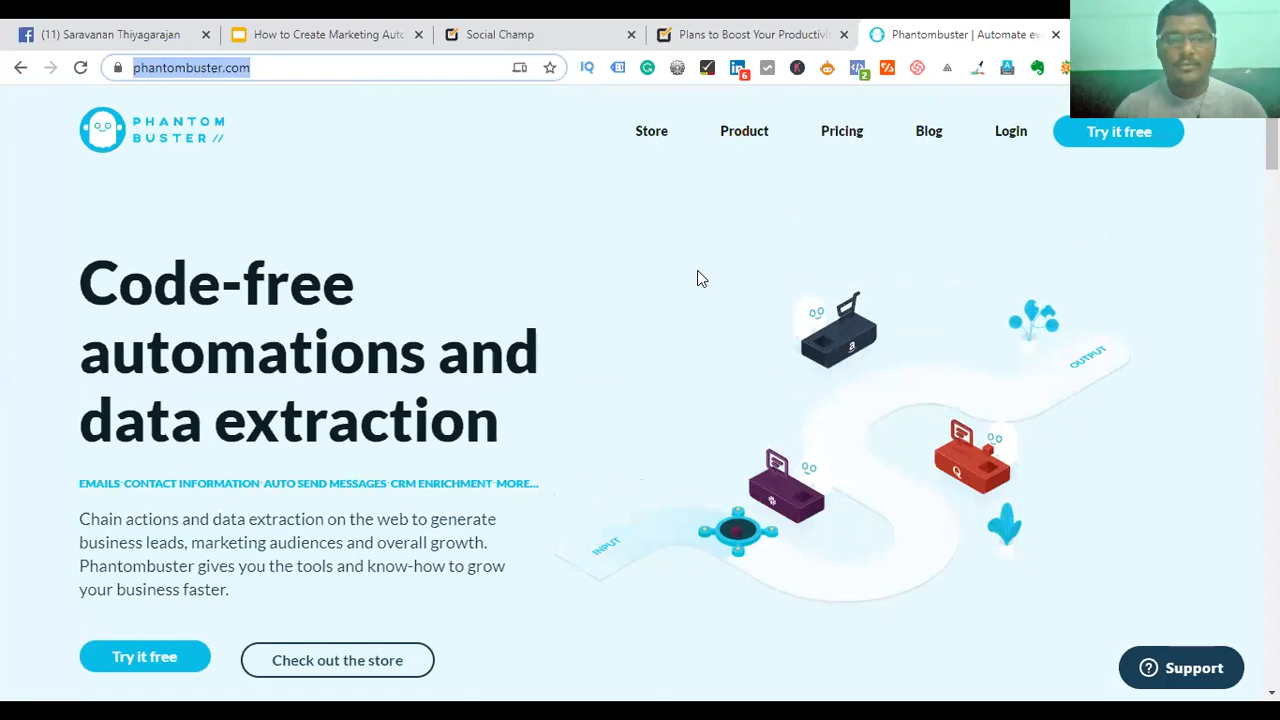 (11) Saravanan Thiyagarajan
How to Create Marketing Auto
Social Champ
Plans to Boost Your Productivi
Phantombuster | Automate eve
phantombuster.com
6
2
PHANTOM
BUSTER //
Store
Product
Pricing
Blog
Login
Try it free
Code-free
automations and
data extraction
EMAILS· CONTACT INFORMATION· AUTO SEND MESSAGES· CRM ENRICHMENT· MORE...
Chain actions and data extraction on the web to generate
business leads, marketing audiences and overall growth.
Phantombuster gives you the tools and know-how to grow
your business faster.
INPUT
OUTPUT
Try it free
Check out the store
Support